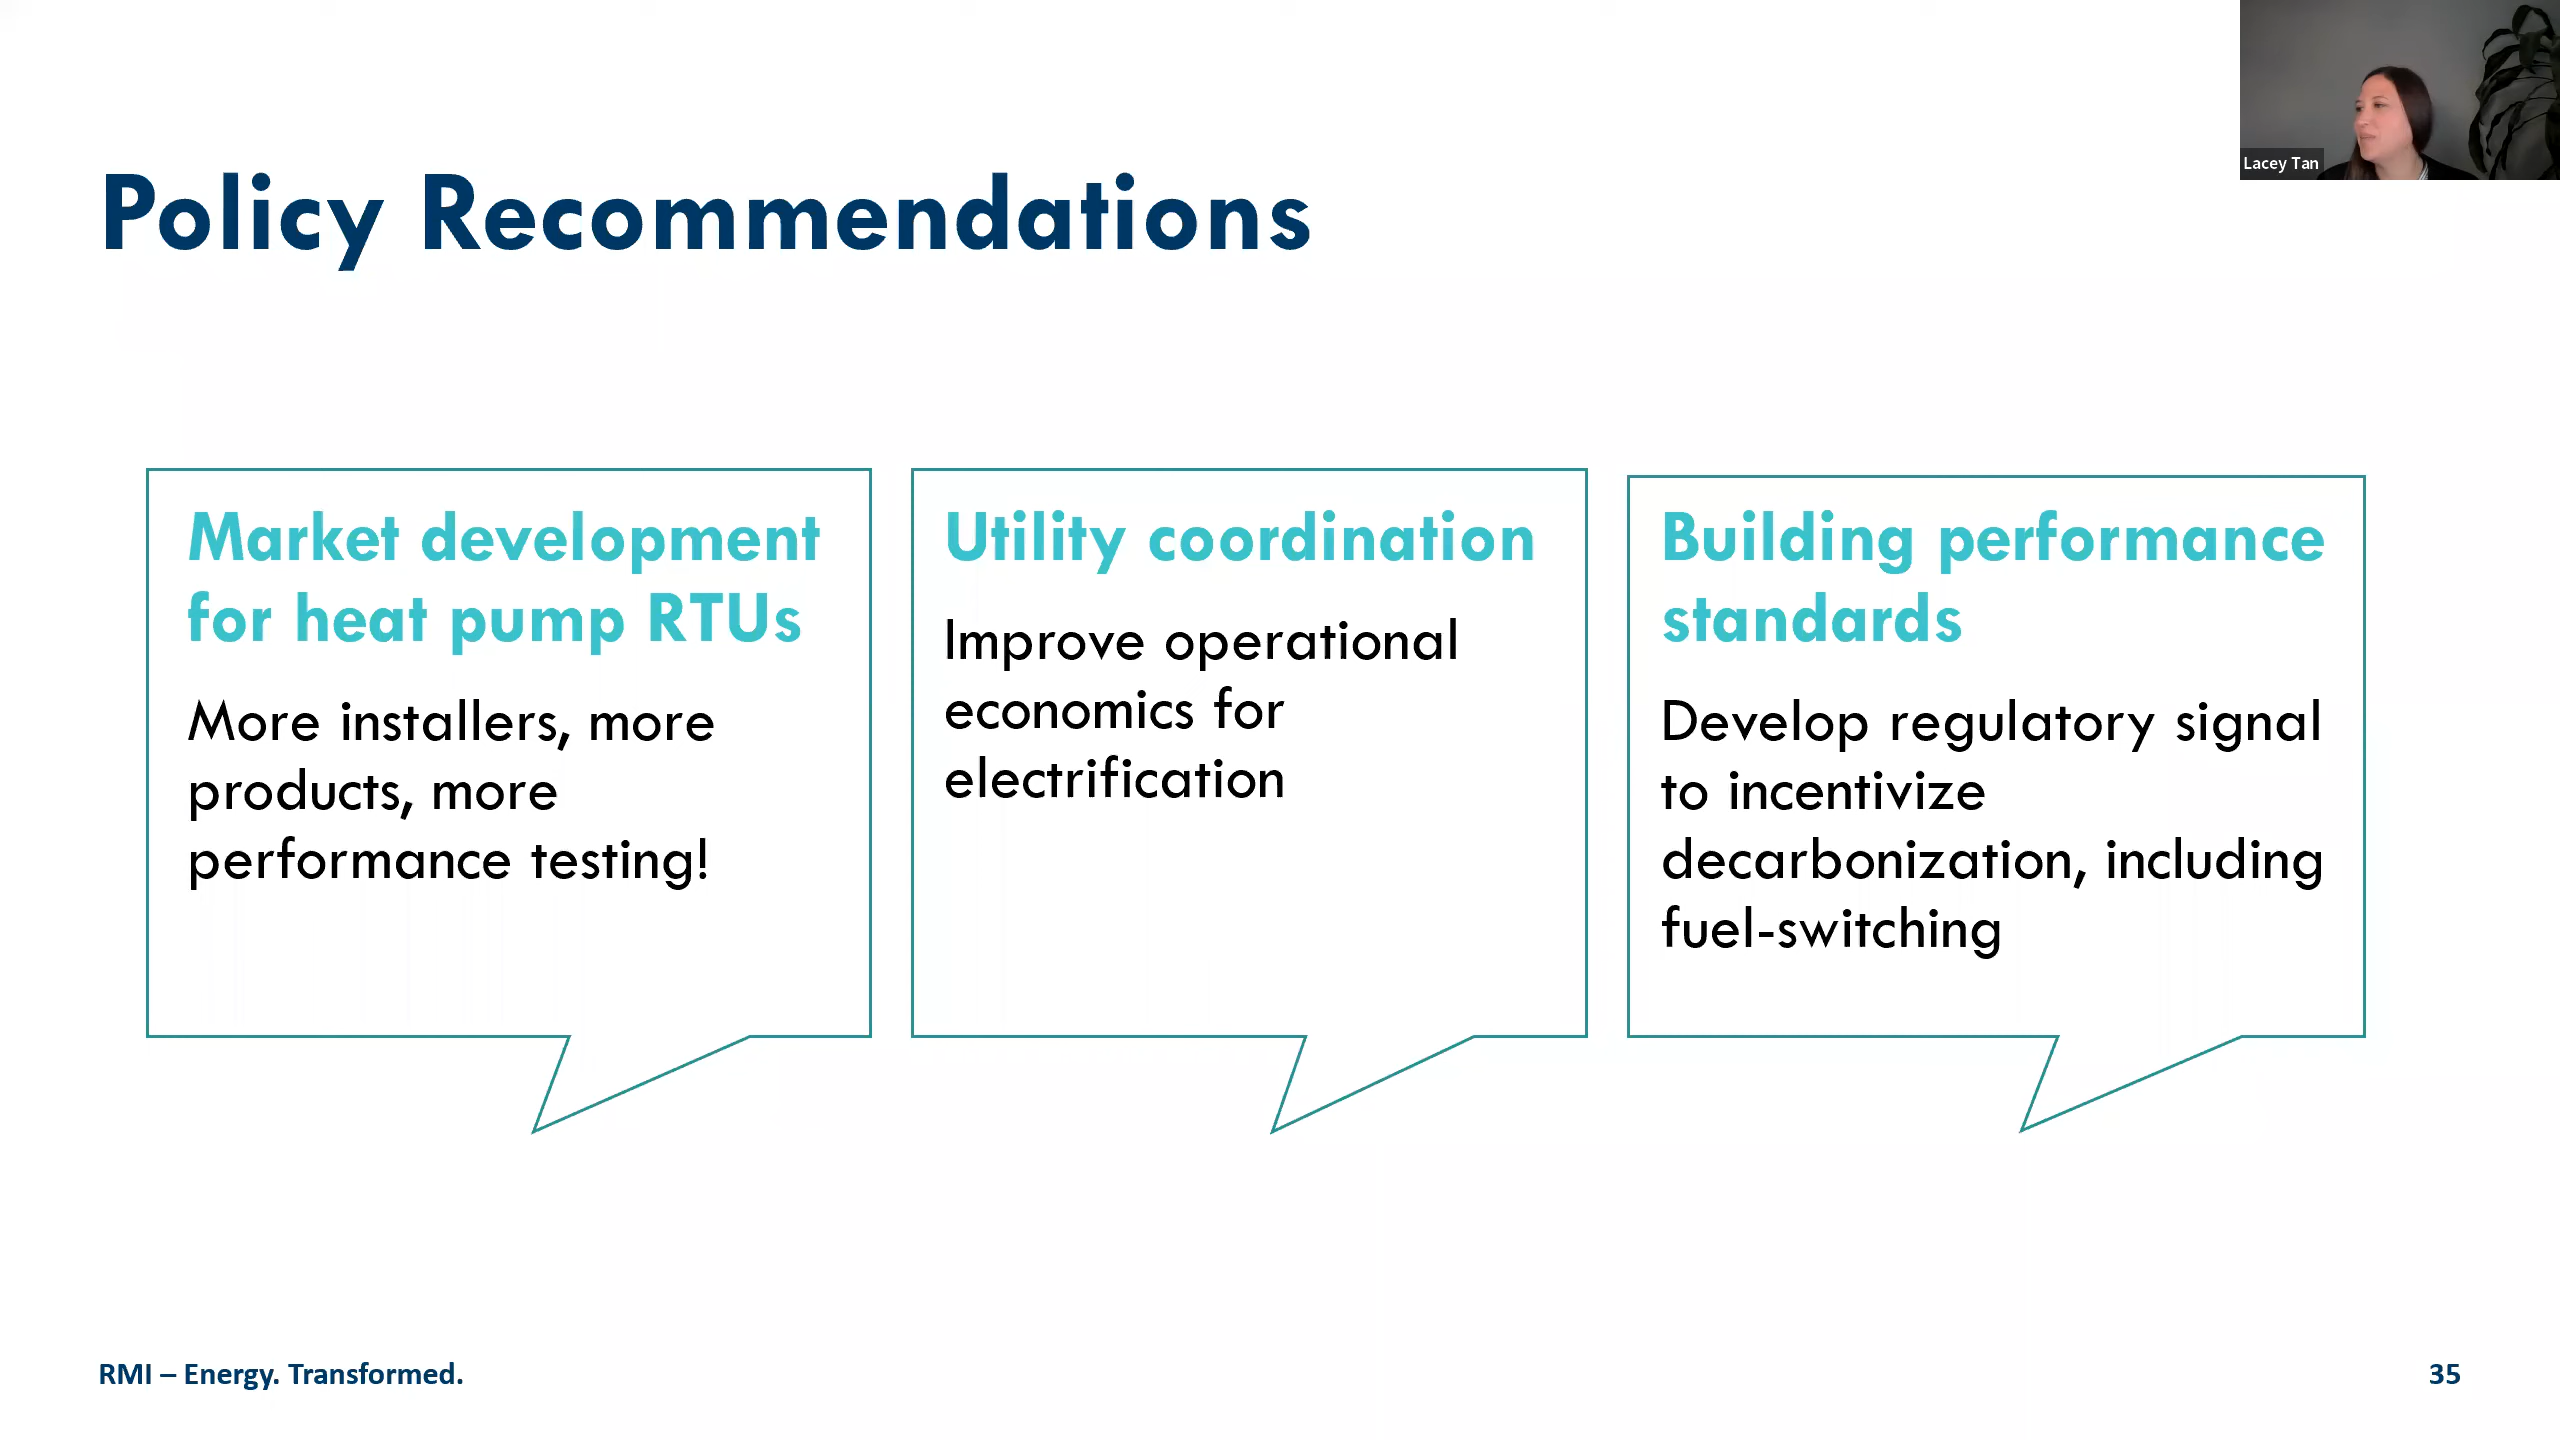 Lacey Tan
Policy Recommendations
Market development
for heat pump RTUs
More installers, more
products, more
performance testing!
Utility coordination
Improve operational
economics for
electrification
Building performance
standards
Develop regulatory signal
to incentivize
decarbonization, including
fuel-switching
RMI – Energy. Transformed.
35